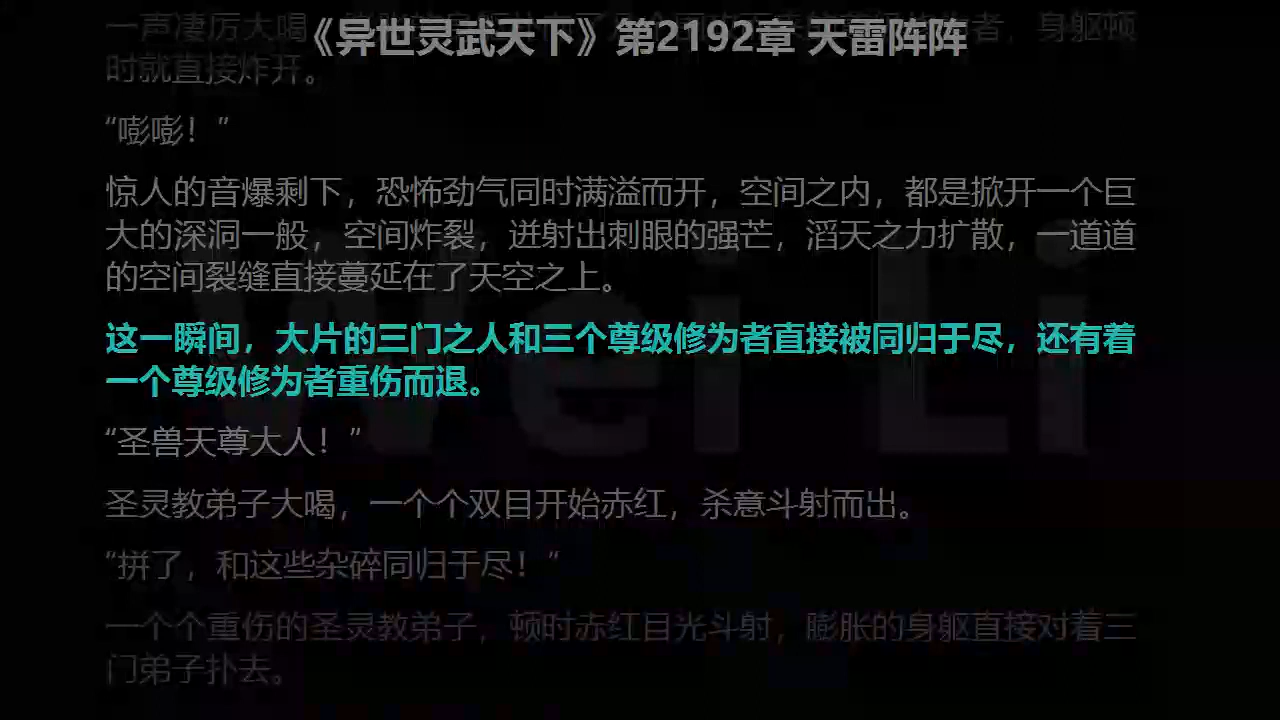 《异世灵武天下》第2192章 天雷阵阵
一声凄厉大喝
者，身躯顿
时就直接炸开。
“嘭嘭！”
惊人的音爆剩下，恐怖劲气同时满溢而开，空间之内，都是掀开一个巨
大的深洞一般，空间炸裂，迸射出刺眼的强芒，滔天之力扩散，一道道
的空间裂缝直接蔓延在了天空之上。
这一瞬间，大片的三门之人和三个尊级修为者直接被同归于尽，还有着
一个尊级修为者重伤而退。
“圣兽天尊大人！”
圣灵教弟子大喝，一个个双目开始赤红，杀意斗射而出。
“拼了，和这些杂碎同归于尽！”
一个个重伤的圣灵教弟子，顿时赤红目光斗射，膨胀的身躯直接对着三
门弟子扑去。
Wei Li